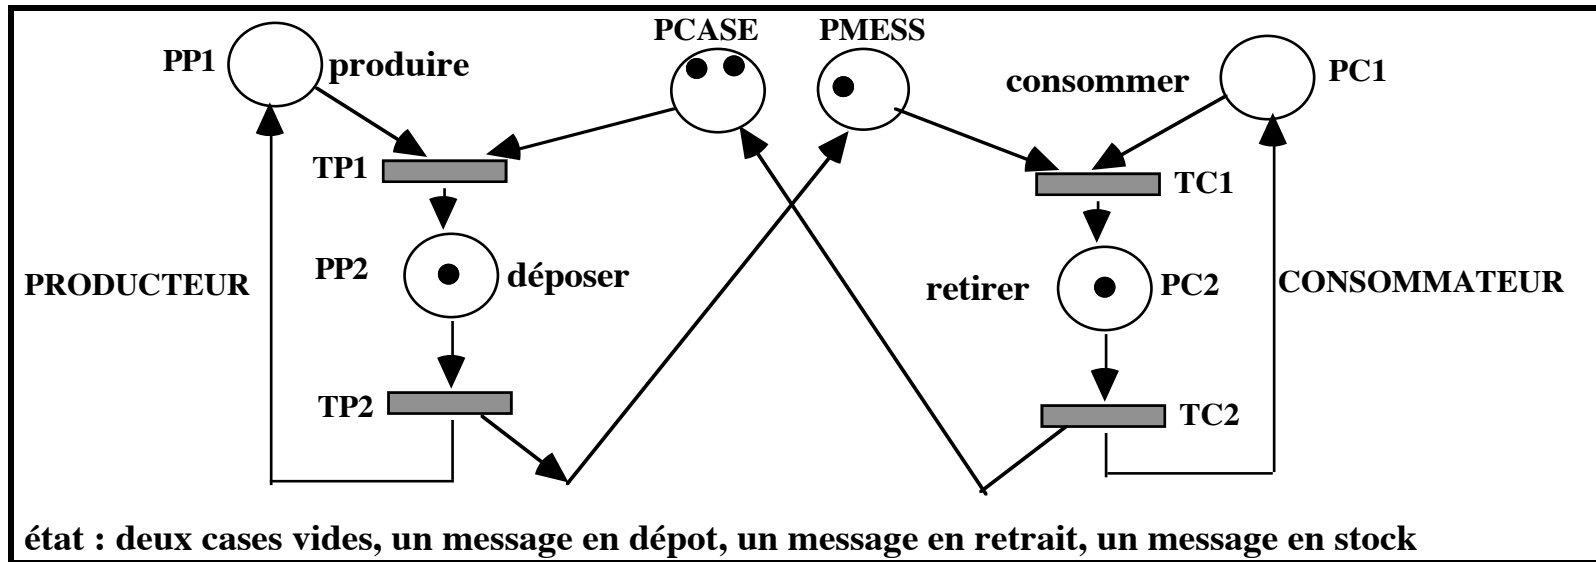 PCASE
PMESS
PP1
produire
consommer
PC1
TP1
TC1
PP2
déposer
retirer
PC2
PRODUCTEUR
CONSOMMATEUR
TP2
TC2
état : deux cases vides, un message en dépot, un message en retrait, un message en stock